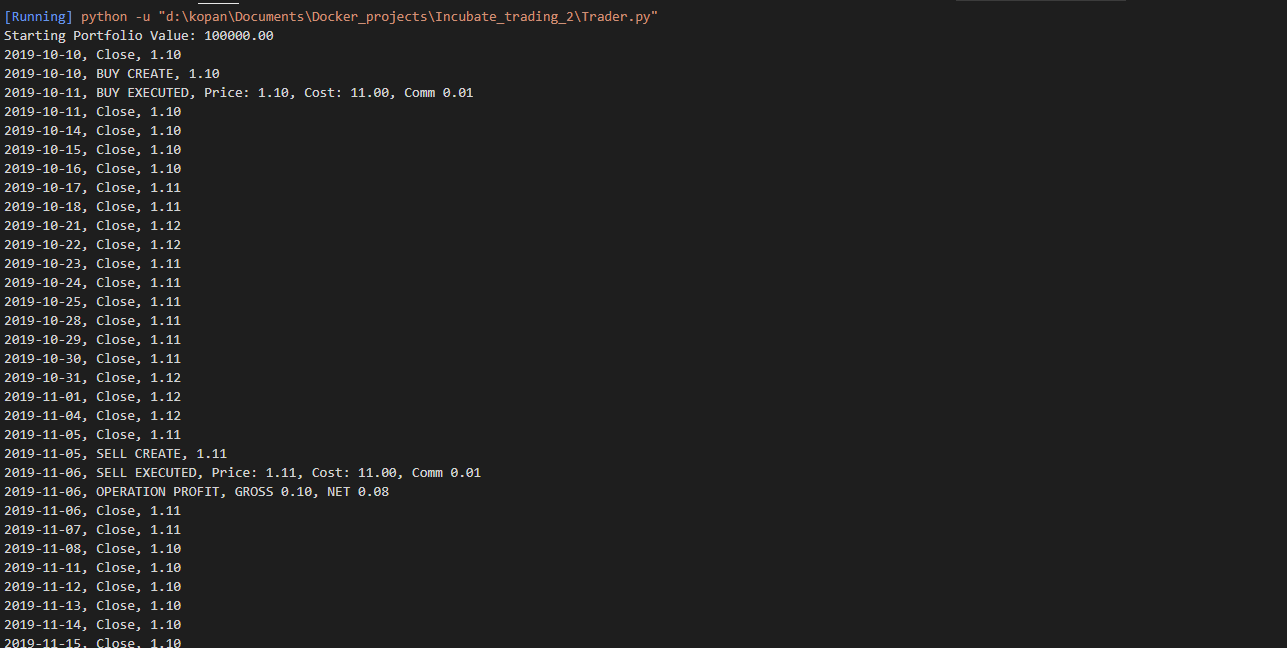 [Running] python -u "d:\kopan\Documents\Docker_projects\Incubate_trading_2\Trader.py"
Starting Portfolio Value: 100000.00
2019-10-10, Close, 1.10
2019-10-10, BUY CREATE, 1.10
2019-10-11, BUY EXECUTED, Price: 1.10, Cost: 11.00, Comm 0.01
2019-10-11, Close, 1.10
2019-10-14, Close, 1.10
2019-10-15, Close, 1.10
2019-10-16, Close, 1.10
2019-10-17, Close, 1.11
2019-10-18, Close, 1.11
2019-10-21, Close, 1.12
2019-10-22, Close, 1.12
2019-10-23, Close, 1.11
2019-10-24, Close, 1.11
2019-10-25, Close, 1.11
2019-10-28, Close, 1.11
2019-10-29, Close, 1.11
2019-10-30, Close, 1.11
2019-10-31, Close, 1.12
2019-11-01, Close, 1.12
2019-11-04, Close, 1.12
2019-11-05, Close, 1.11
2019-11-05, SELL CREATE, 1.11
2019-11-06, SELL EXECUTED, Price: 1.11, Cost: 11.00, Comm 0.01
2019-11-06, OPERATION PROFIT, GROSS 0.10, NET 0.08
2019-11-06, Close, 1.11
2019-11-07, Close, 1.11
2019-11-08, Close, 1.10
2019-11-11, Close, 1.10
2019-11-12, Close, 1.10
2019-11-13, Close, 1.10
2019-11-14, Close, 1.10
2019-11-15, Close, 1.10